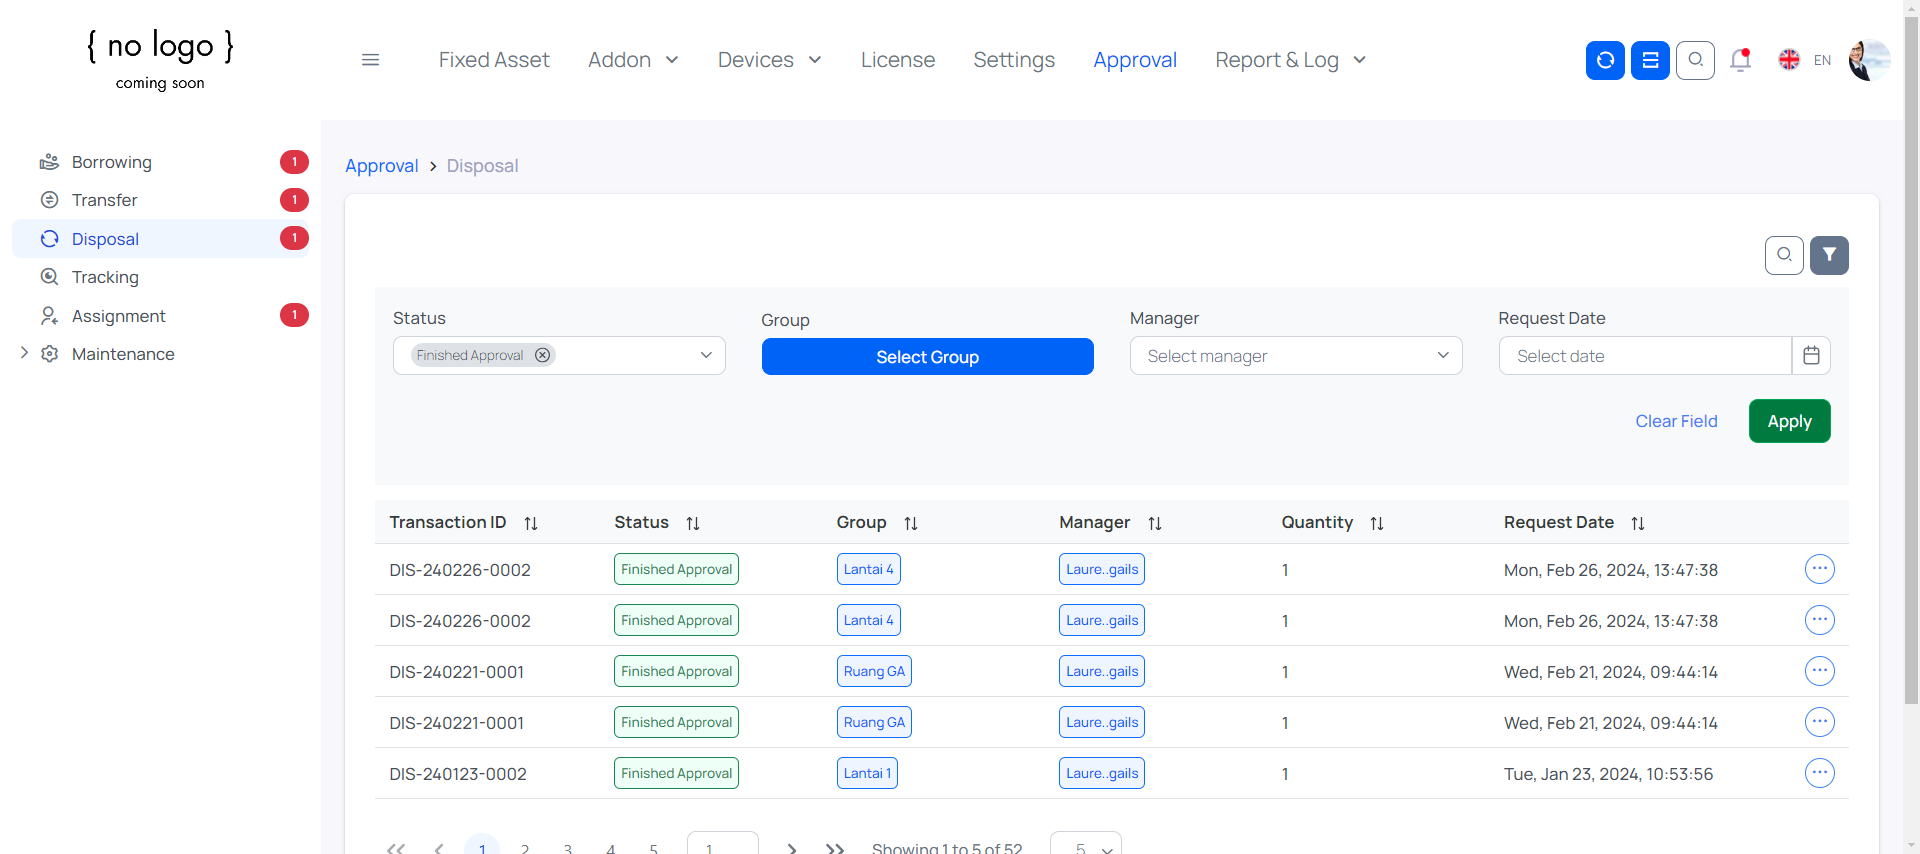 { no logo }
coming soon
Fixed Asset
Addon
Devices
License
Settings
Approval
Report & Log
EN
Borrowing 1
Transfer 1
Disposal 1
Tracking
Assignment 1
Maintenance
Approval > Disposal
Status
Group
Manager
Request Date
Finished Approval
Select Group
Select manager
Select date
Clear Field
Apply
Transaction ID Status Group Manager Quantity Request Date
DIS-240226-0002 Finished Approval Lantai 4 Laure..gails 1 Mon, Feb 26, 2024, 13:47:38
DIS-240226-0002 Finished Approval Lantai 4 Laure..gails 1 Mon, Feb 26, 2024, 13:47:38
DIS-240221-0001 Finished Approval Ruang GA Laure..gails 1 Wed, Feb 21, 2024, 09:44:14
DIS-240221-0001 Finished Approval Ruang GA Laure..gails 1 Wed, Feb 21, 2024, 09:44:14
DIS-240123-0002 Finished Approval Lantai 1 Laure..gails 1 Tue, Jan 23, 2024, 10:53:56
1 2 3 4 5 1 Showing 1 to 5 of 52 5